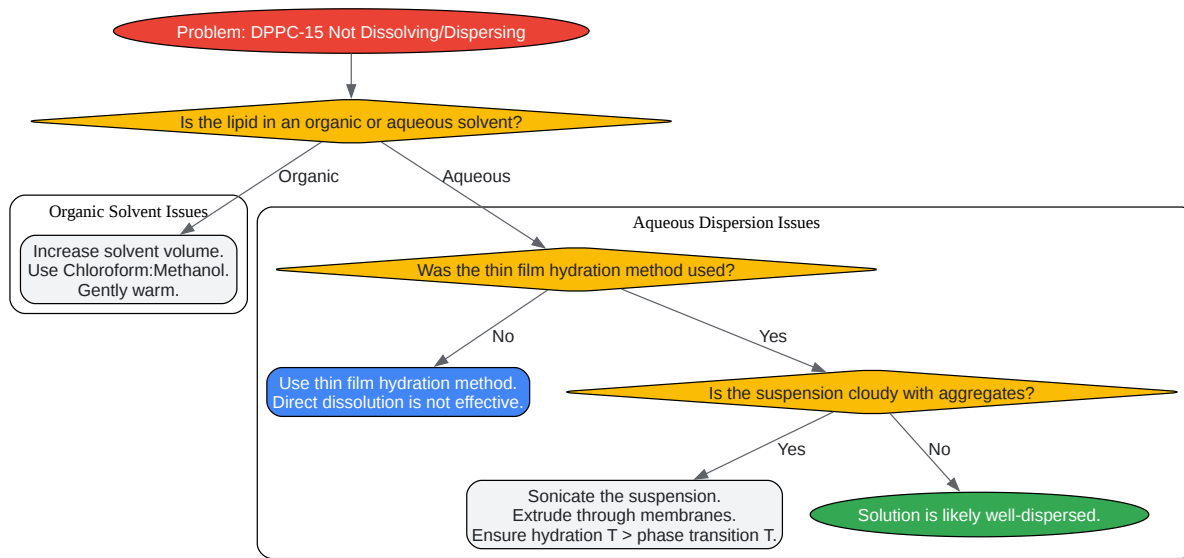 Problem: DPPC-15 Not Dissolving/Dispersing
Is the lipid in an organic or aqueous solvent?
Organic
Aqueous
Organic Solvent Issues
Increase solvent volume.
Use Chloroform:Methanol.
Gently warm.
Aqueous Dispersion Issues
Was the thin film hydration method used?
No
Yes
Use thin film hydration method.
Direct dissolution is not effective.
Is the suspension cloudy with aggregates?
Yes
No
Sonicate the suspension.
Extrude through membranes.
Ensure hydration T > phase transition T.
Solution is likely well-dispersed.